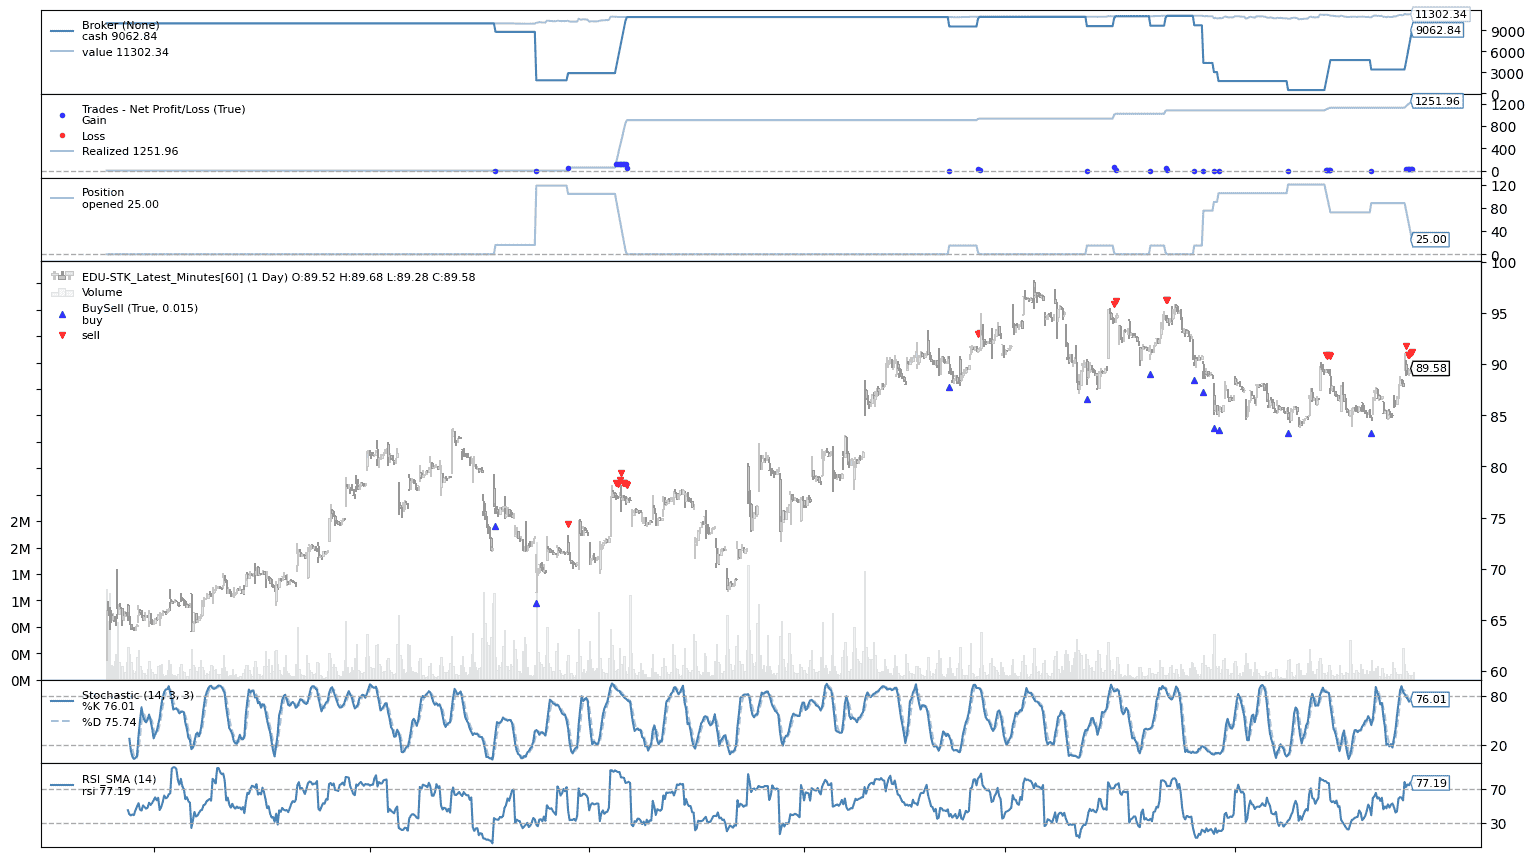 Broker (None)
cash 9062.84
value 11302.34
11302.34
9062.84
9000
6000
3000
0
Trades - Net Profit/Loss (True)
Gain
Loss
Realized 1251.96
1251.96
1200
800
400
0
Position
opened 25.00
120
80
40
25.00
0
EDU-STK_Latest_Minutes[60] (1 Day) O:89.52 H:89.68 L:89.28 C:89.58
Volume
BuySell (True, 0.015)
buy
sell
100
95
90
89.58
85
80
75
70
65
60
2M
2M
1M
1M
0M
0M
0M
Stochastic (14, 3, 3)
%K 76.01
%D 75.74
80
76.01
20
RSI_SMA (14)
rsi 77.19
77.19
70
30